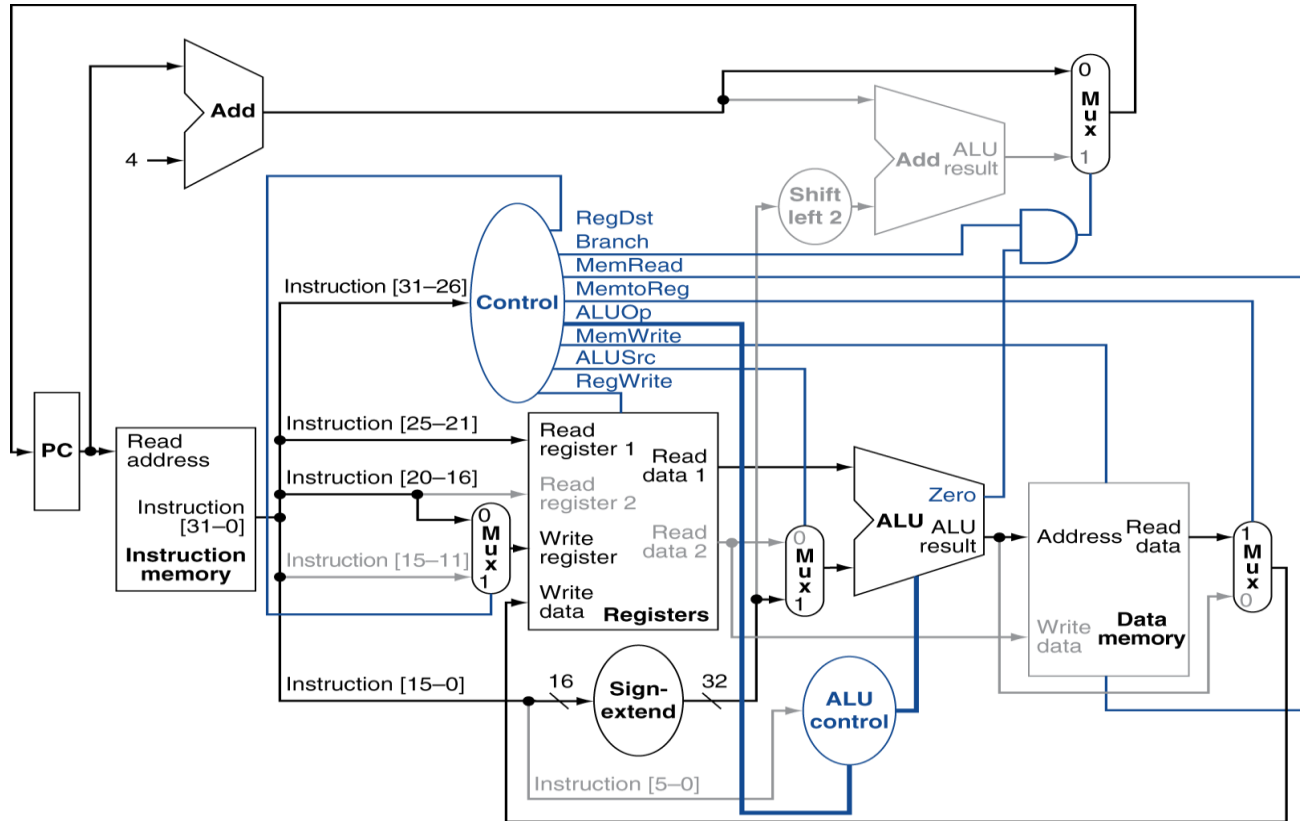 0
M
u
x
1
Add
4
Add
ALU
result
Shift
left 2
RegDst
Branch
MemRead
MemtoReg
ALUOp
MemWrite
ALUSrc
RegWrite
Control
Instruction [31–26]
Instruction [25–21]
Instruction [20–16]
Instruction [15–11]
Instruction [15–0]
Instruction [5–0]
PC
Read
address
Instruction
[31–0]
Instruction
memory
0
M
u
x
1
Read
register 1
Read
register 2
Write
register
Write
data
Read
data 1
Read
data 2
Registers
16
Sign-
extend
32
0
M
u
x
1
Zero
ALU
ALU
result
ALU
control
Address
Read
data
Write
data
Data
memory
1
M
u
x
0